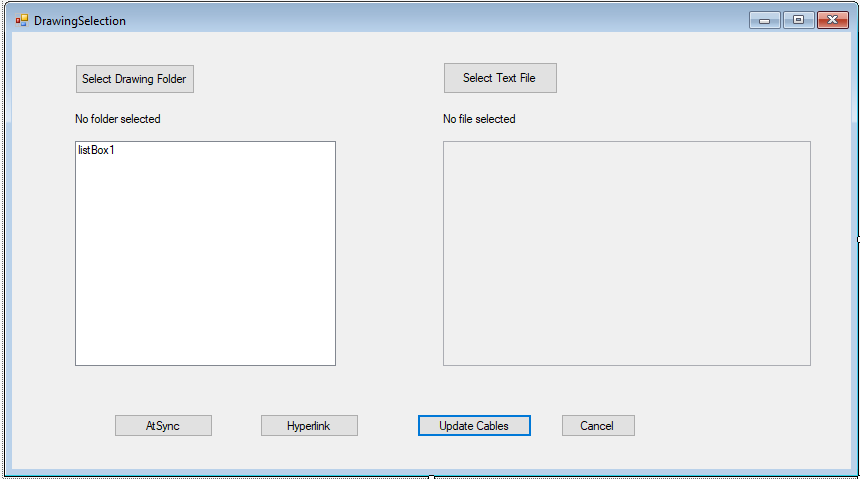 DrawingSelection
Select Drawing Folder
Select Text File
No folder selected
No file selected
listBox1
AtSync
Hyperlink
Update Cables
Cancel